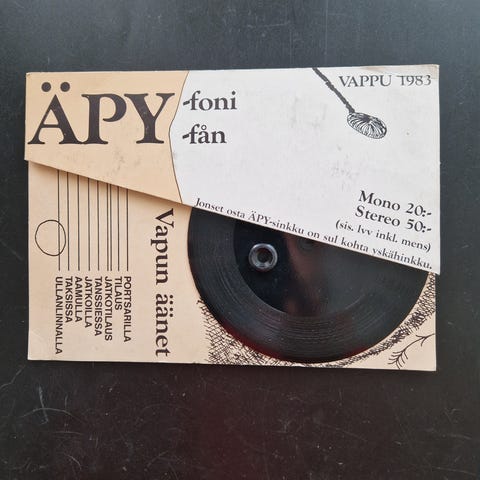 ÄPY
-foni
-fån
VAPPU 1983
Mono 20:-
Stereo 50:-
(sis. lvv inkl. mens)
Jonset osta ÄPY-sinkku on sul kohta yskähinkku.
Vapun äänet
PORTSARILLA
TILAUS
JATKOTILAUS
TANSSIESSA
JATKOILLA
AAMULLA
TAKSISSA
ULLANLINNALLA